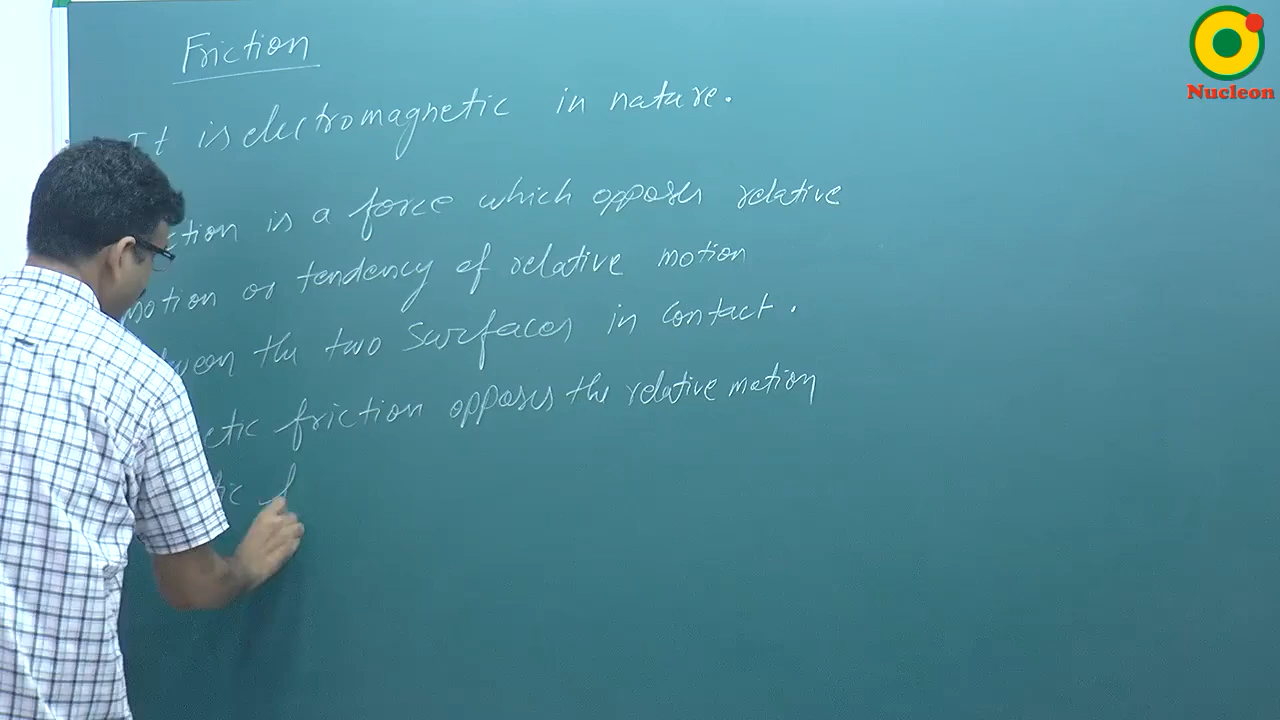 Friction
Nucleon
It is electromagnetic in nature.
ction is a force which opposes relative
motion or tendency of relative motion
ween the two surfaces in contact.
etic friction opposes the relative motion
tic f